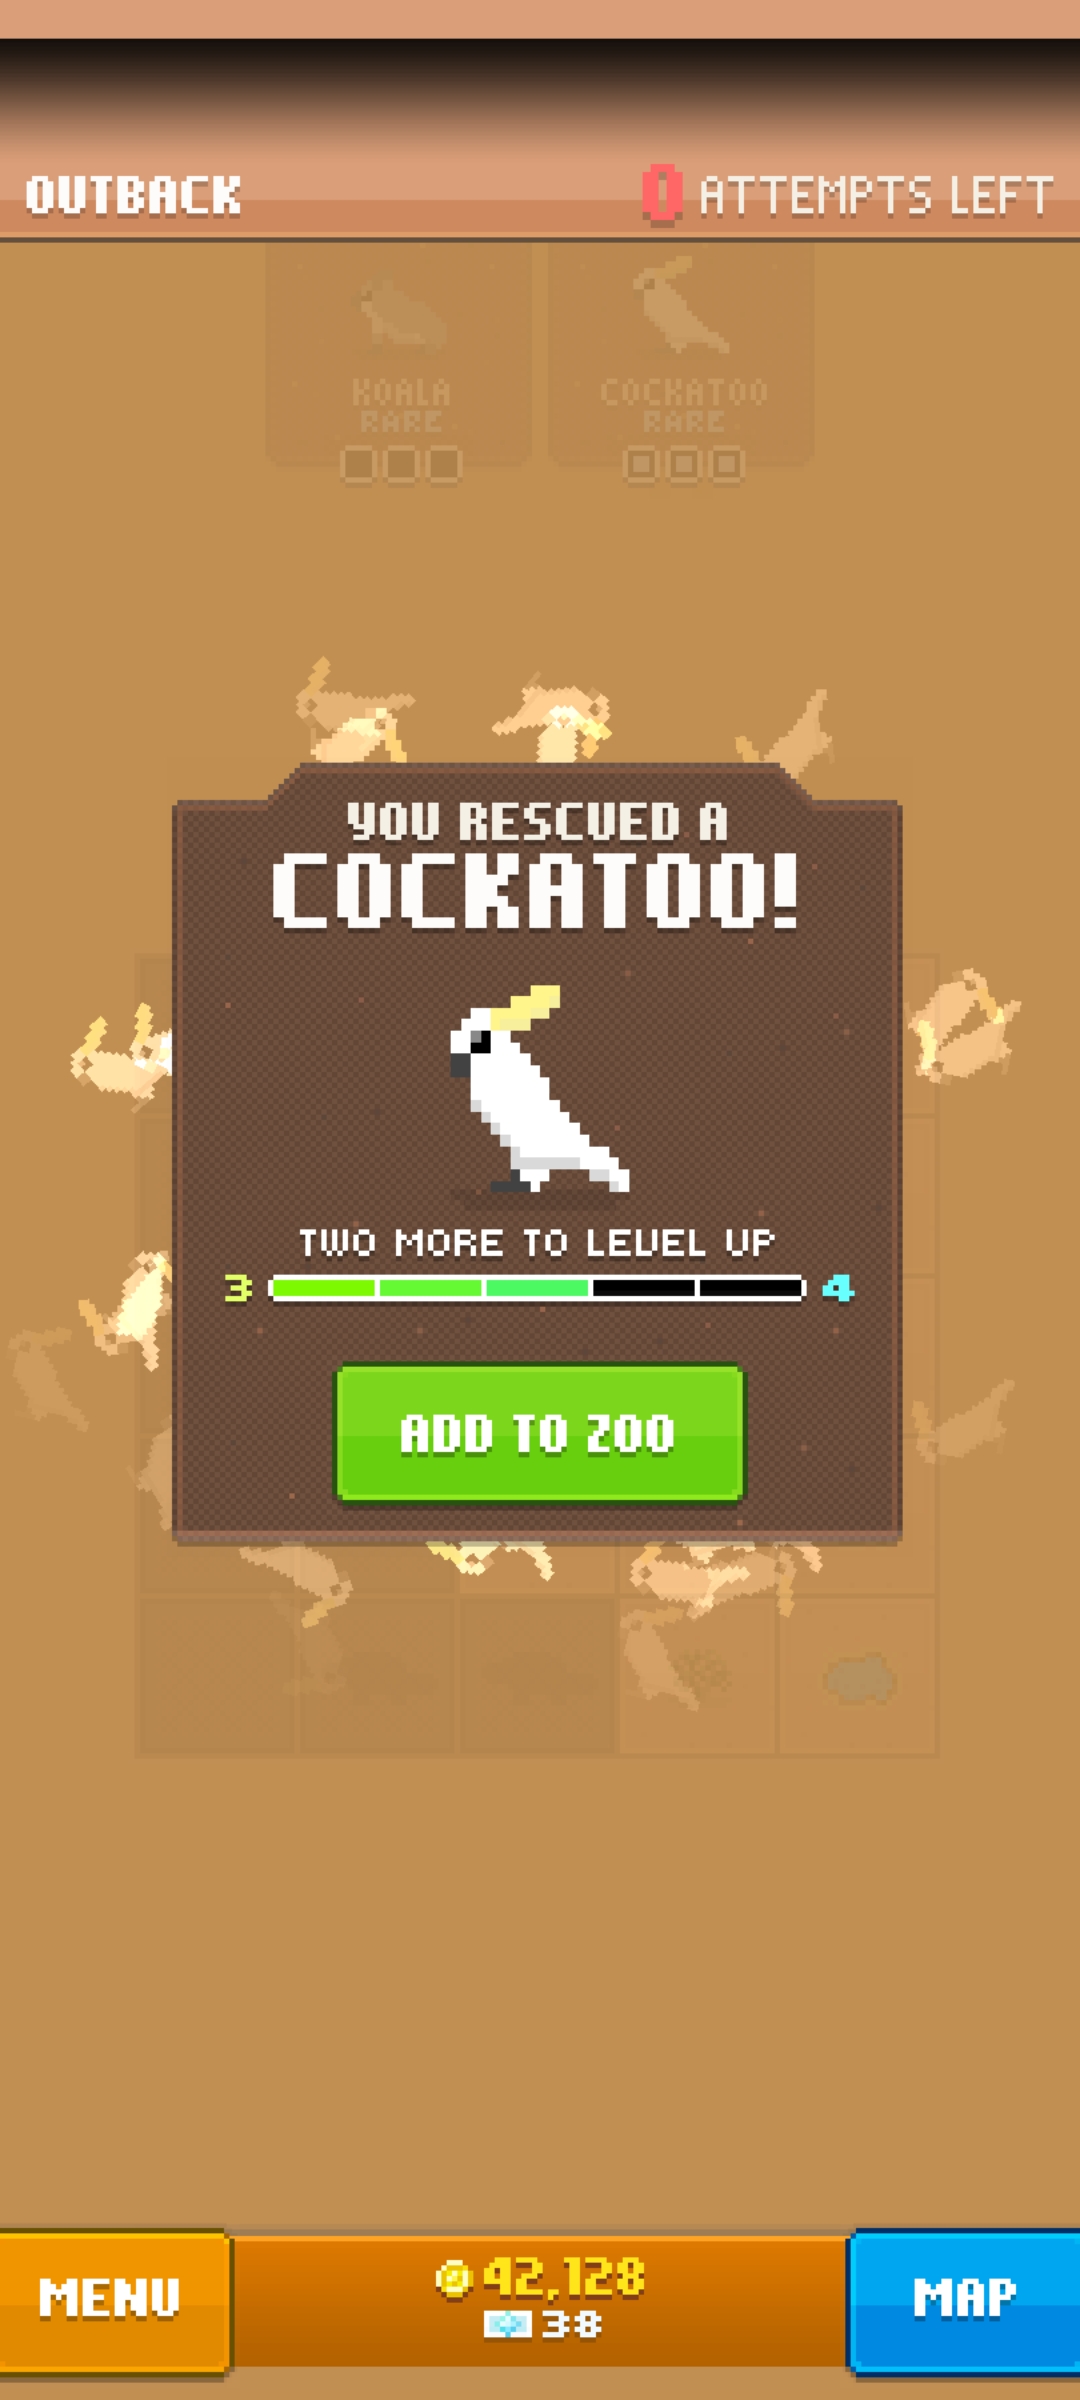 OUTBACK
0 ATTEMPTS LEFT
KOALA
RARE
COCKATOO
RARE
YOU RESCUED A
COCKATOO!
TWO MORE TO LEVEL UP
3
4
ADD TO ZOO
MENU
42,128
38
MAP